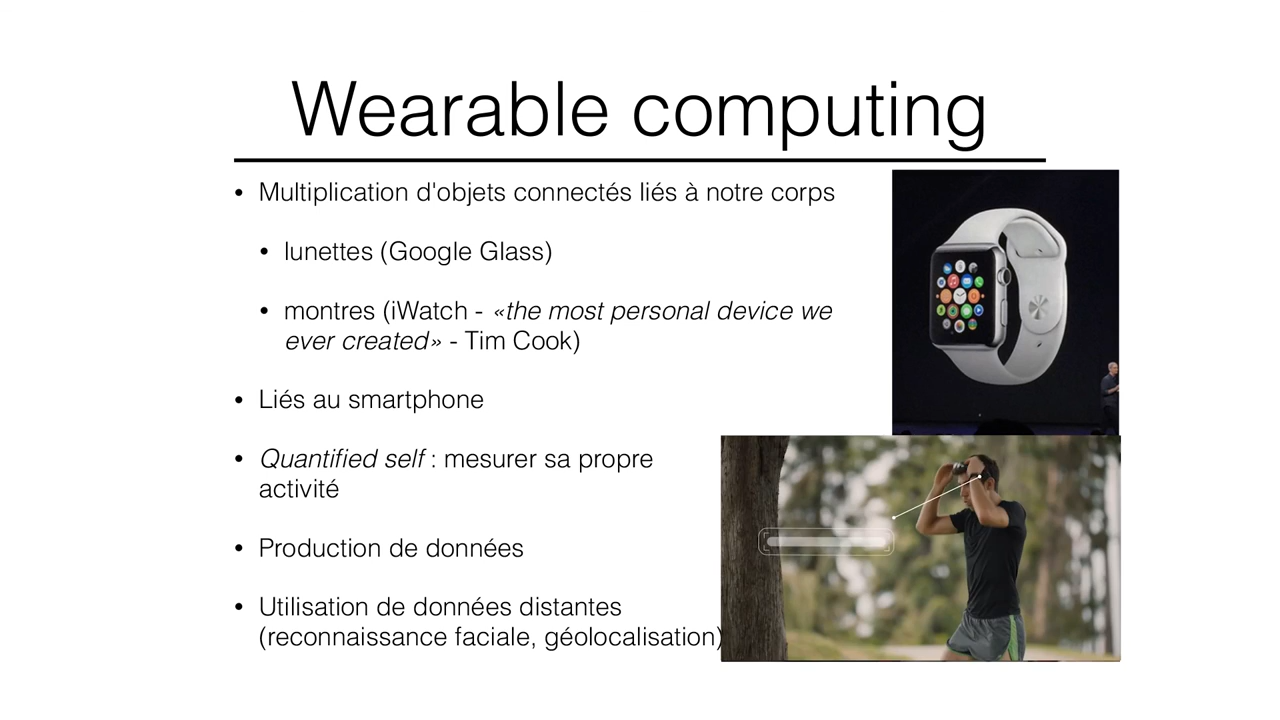 Wearable computing
• Multiplication d'objets connectés liés à notre corps
• lunettes (Google Glass)
• montres (iWatch - «the most personal device we
ever created» - Tim Cook)
• Liés au smartphone
• Quantified self : mesurer sa propre
activité
• Production de données
• Utilisation de données distantes
(reconnaissance faciale, géolocalisation)